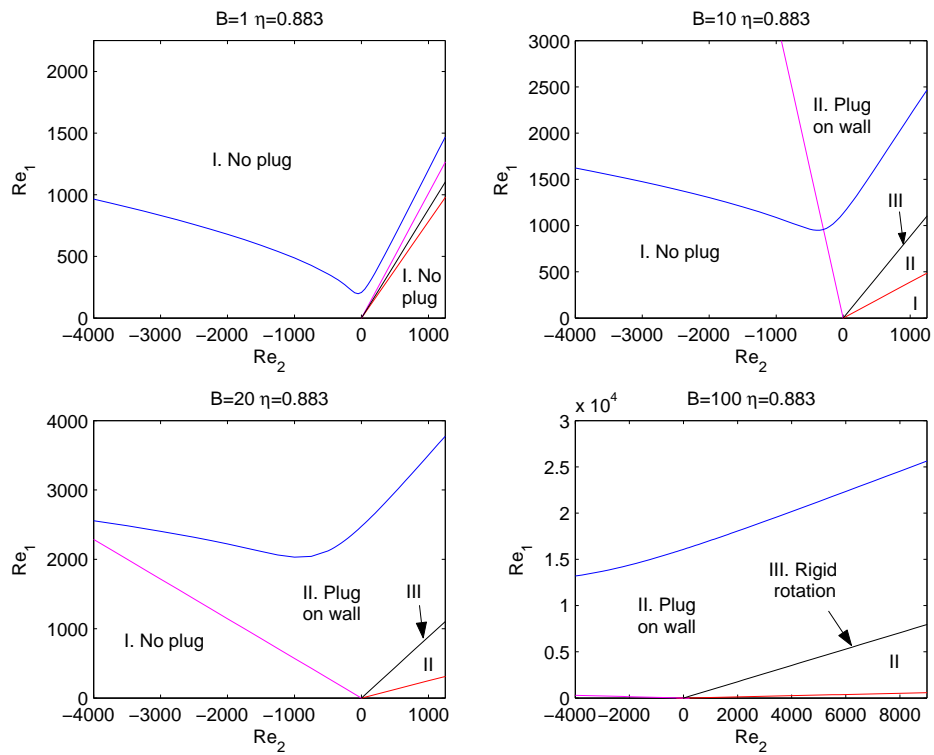 B=1 η=0.883
2000
1500
1000
500
0
Re1
I. No plug
I. No
plug
−4000 −3000 −2000 −1000 0 1000
Re2
B=10 η=0.883
3000
2500
2000
1500
1000
500
0
Re1
II. Plug
on wall
III
I. No plug
II
I
−4000 −3000 −2000 −1000 0 1000
Re2
B=20 η=0.883
4000
3000
2000
1000
0
Re1
II. Plug
on wall
III
I. No plug
II
−4000 −3000 −2000 −1000 0 1000
Re2
x 10^4
B=100 η=0.883
3
2.5
2
1.5
1
0.5
0
Re1
III. Rigid
rotation
II. Plug
on wall
II
−4000 −2000 0 2000 4000 6000 8000
Re2